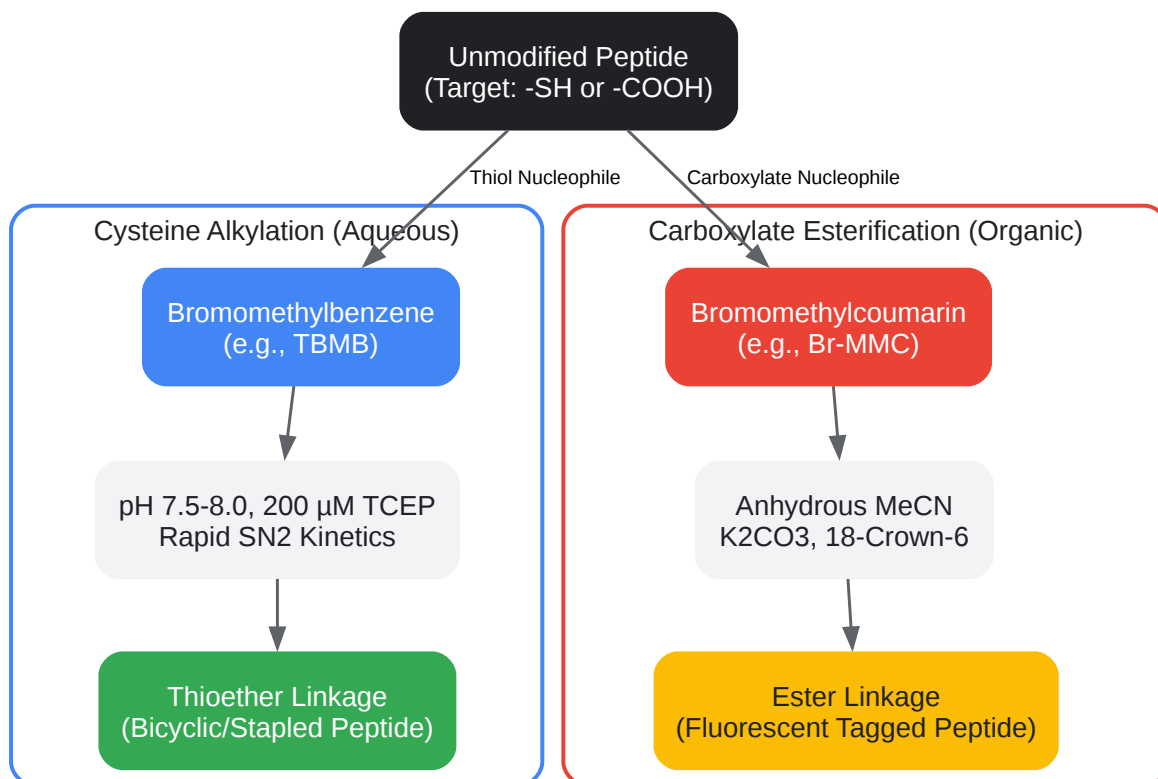 Unmodified Peptide
(Target: -SH or -COOH)
Thiol Nucleophile
Carboxylate Nucleophile
Cysteine Alkylation (Aqueous)
Bromomethylbenzene
(e.g., TBMB)
pH 7.5-8.0, 200 µM TCEP
Rapid SN2 Kinetics
Thioether Linkage
(Bicyclic/Stapled Peptide)
Carboxylate Esterification (Organic)
Bromomethylcoumarin
(e.g., Br-MMC)
Anhydrous MeCN
K2CO3, 18-Crown-6
Ester Linkage
(Fluorescent Tagged Peptide)